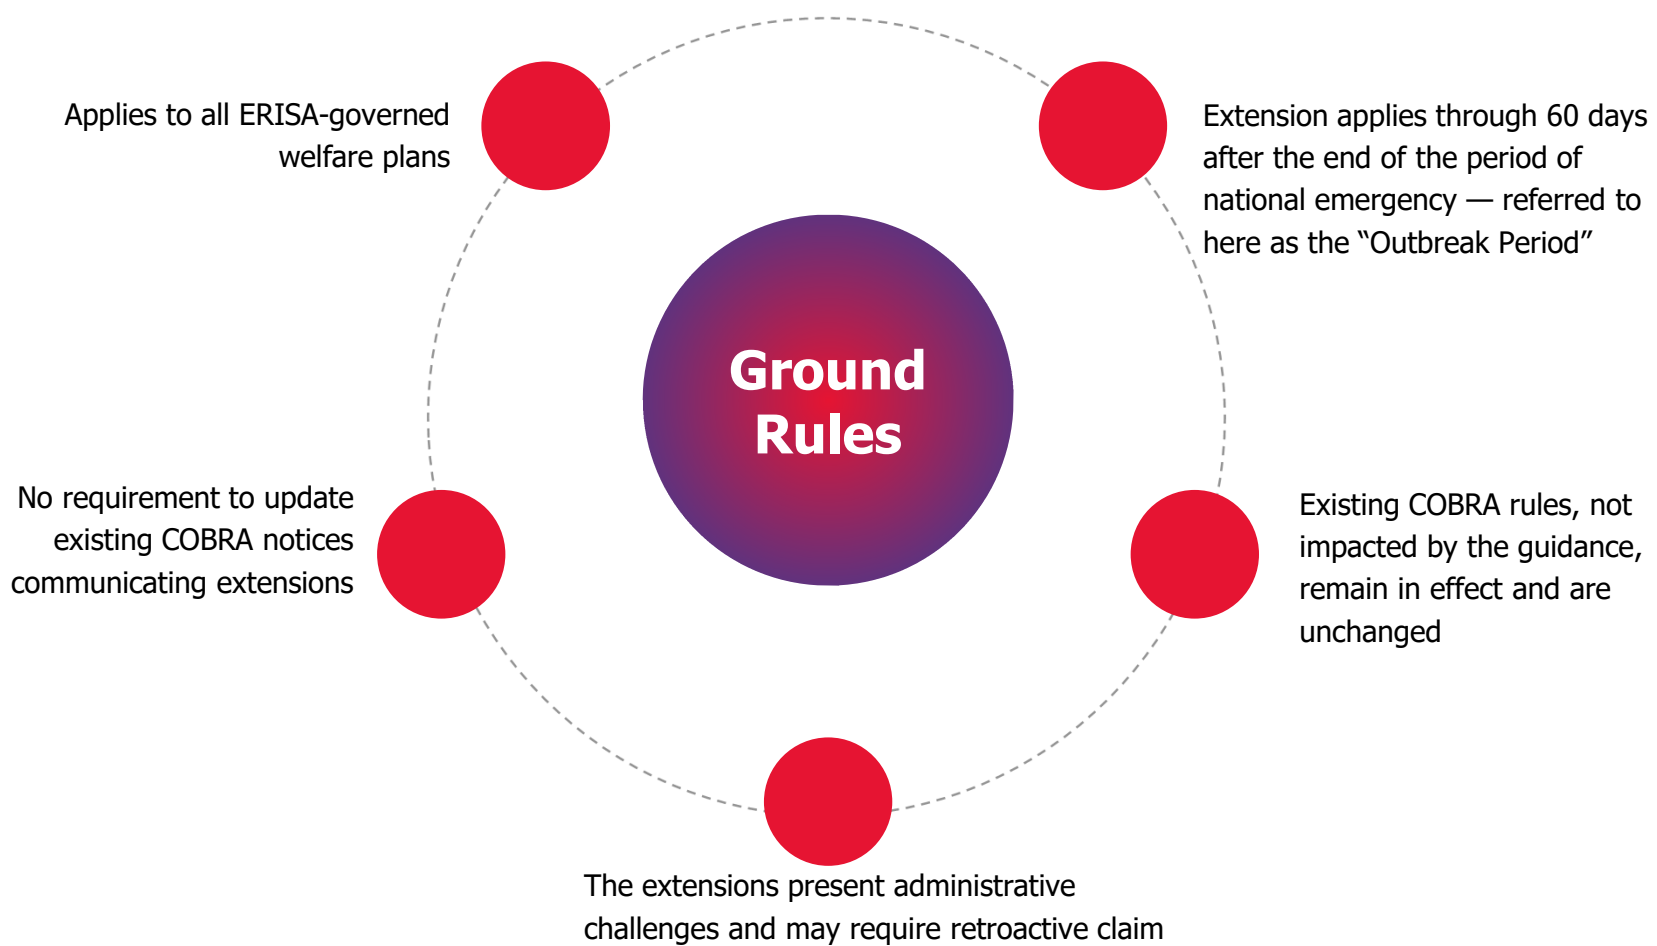 Ground
Rules
Applies to all ERISA-governed
welfare plans
Extension applies through 60 days
after the end of the period of
national emergency — referred to
here as the “Outbreak Period”
No requirement to update
existing COBRA notices
communicating extensions
Existing COBRA rules, not
impacted by the guidance,
remain in effect and are
unchanged
The extensions present administrative
challenges and may require retroactive claim